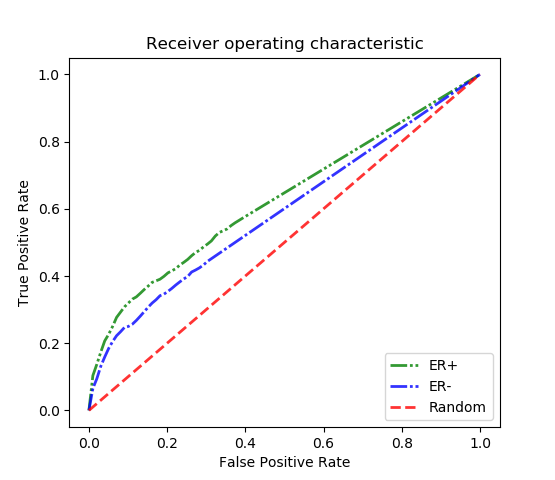 Receiver operating characteristic
1.0
0.8
0.6
0.4
0.2
0.0
True Positive Rate
0.0 0.2 0.4 0.6 0.8 1.0
False Positive Rate
ER+
ER-
Random